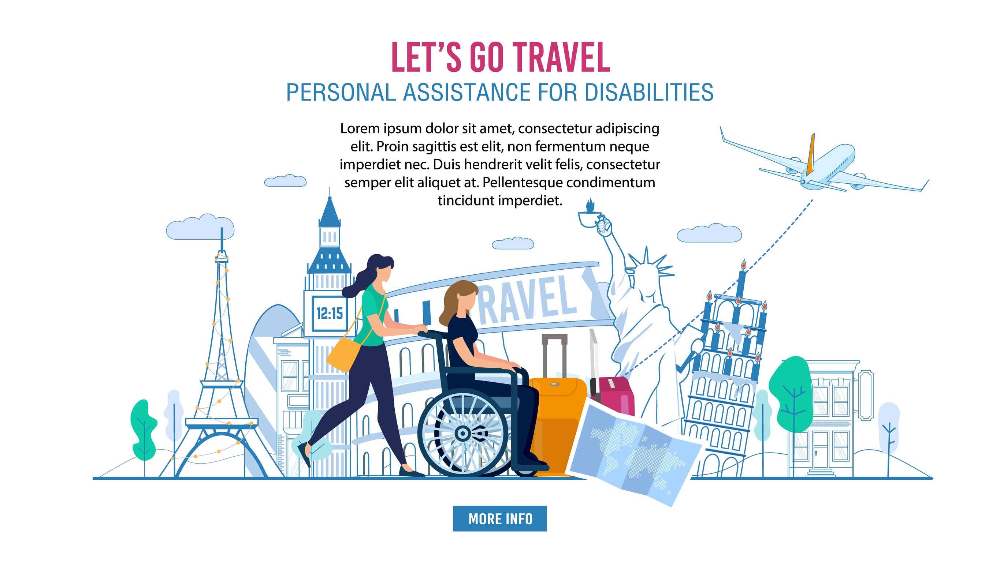 LET'S GO TRAVEL
PERSONAL ASSISTANCE FOR DISABILITIES
Lorem ipsum dolor sit amet, consectetur adipiscing
elit. Proin sagittis est elit, non fermentum neque
imperdiet nec. Duis hendrerit velit felis, consectetur
semper elit aliquet at. Pellentesque condimentum
tincidunt imperdiet.
RAVEL
12:15
MORE INFO